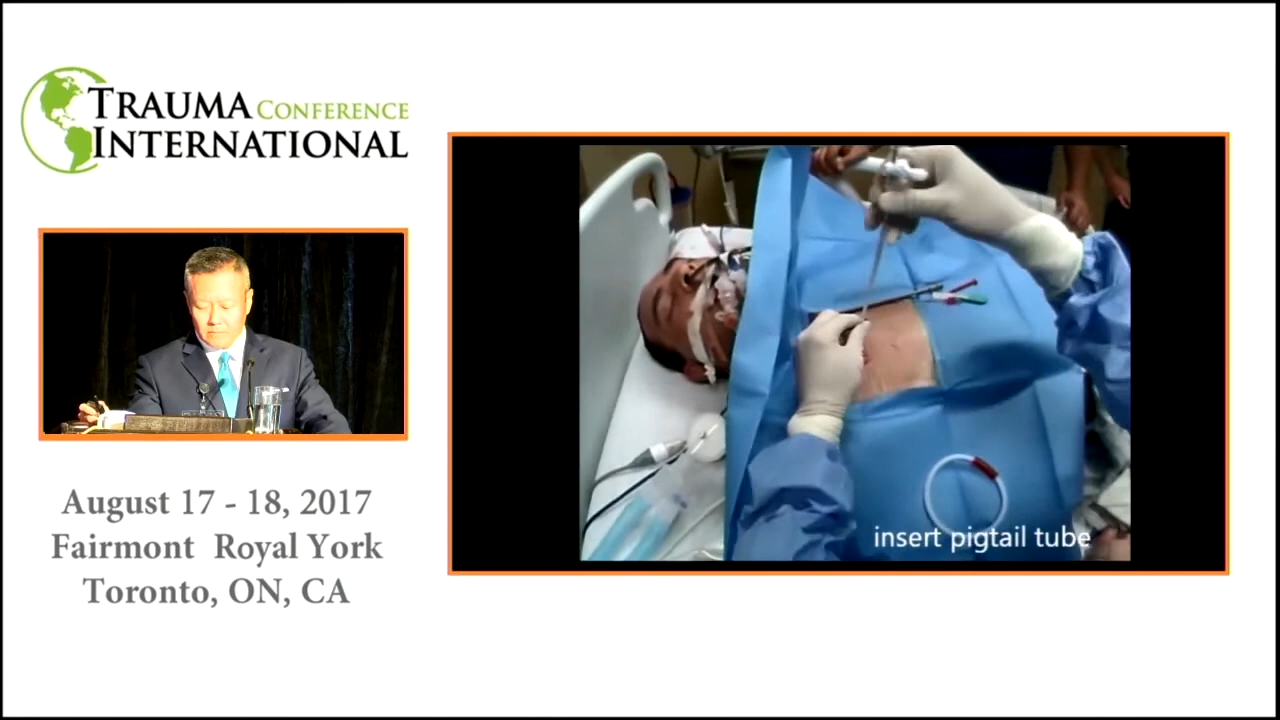 TRAUMA CONFERENCE
INTERNATIONAL
August 17 - 18, 2017
Fairmont Royal York
Toronto, ON, CA
insert pigtail tube